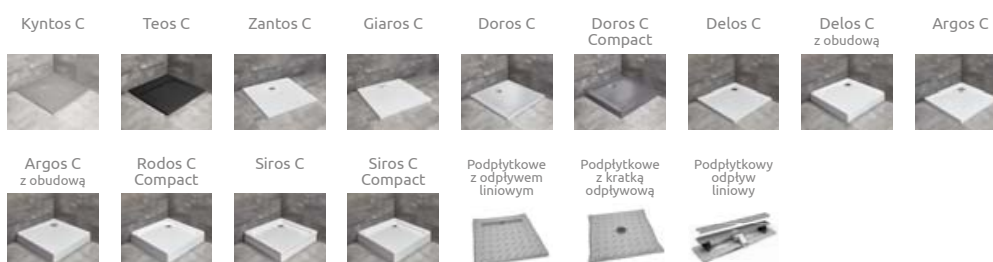 Kyntos C
Teos C
Zantos C
Giaros C
Doros C
Doros C
Compact
Delos C
Delos C
z obudową
Argos C
Argos C
z obudową
Rodos C
Compact
Siros C
Siros C
Compact
Podpłytkowe
z odpływem
liniowym
Podpłytkowe
z kratką
odpływową
Podpłytkowy
odpływ
liniowy